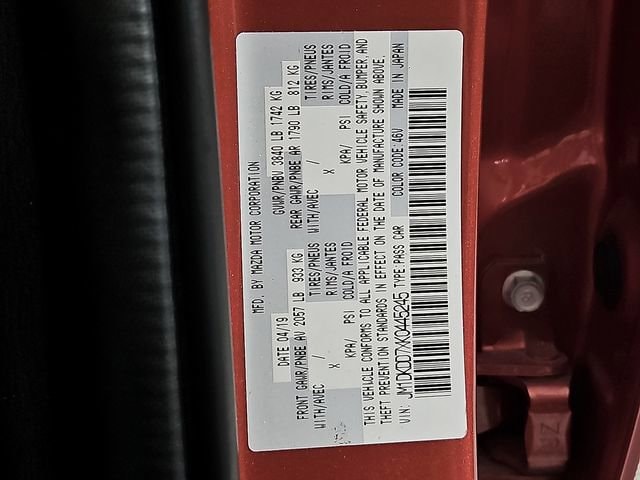 MFD. BY MAZDA MOTOR CORPORATION
DATE 04/19 GVWR/PNBV 3840 LB 1742 KG
FRONT GAWR/PNBE AV 2057 LB 933 KG REAR GAWR/PNBE AR 1790 LB 812 KG
WITH/AVEC / TIRES/PNEUS WITH/AVEC / TIRES/PNEUS
X RIMS/JANTES X RIMS/JANTES
KPA/ PSI COLD/A FROID KPA/ PSI COLD/A FROID
THIS VEHICLE CONFORMS TO ALL APPLICABLE FEDERAL MOTOR VEHICLE SAFETY, BUMPER, AND
THEFT PREVENTION STANDARDS IN EFFECT ON THE DATE OF MANUFACTURE SHOWN ABOVE.
VIN: JM1DKDD7XK0445245 TYPE:PASS CAR COLOR CODE:46V MADE IN JAPAN